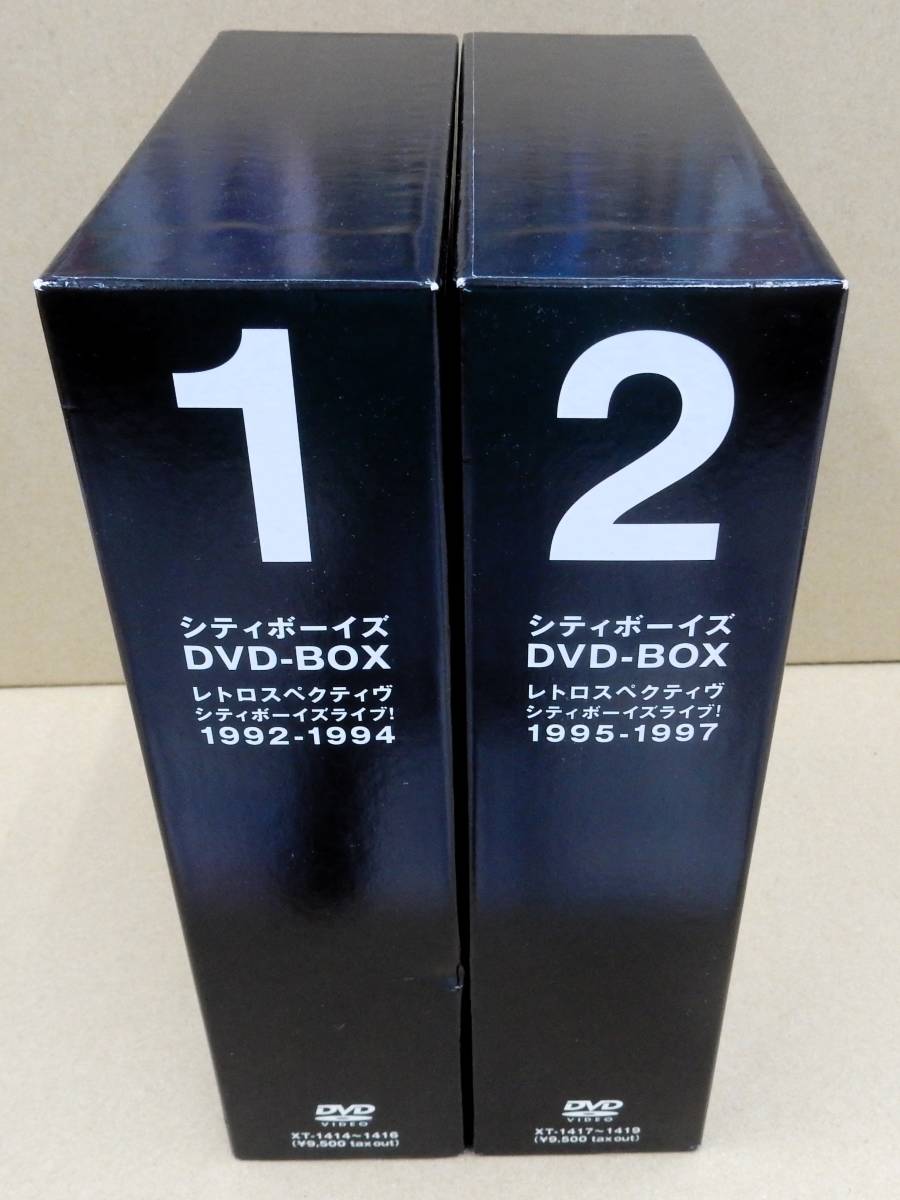 1
シティボーイズ
DVD-BOX
レトロスペクティヴ
シティボーイズライブ!
1992-1994
DVD
VIDEO
XT-1414~1416
(¥9,500 tax out)
2
シティボーイズ
DVD-BOX
レトロスペクティヴ
シティボーイズライブ!
1995-1997
DVD
VIDEO
XT-1417~1419
(¥9,500 tax out)